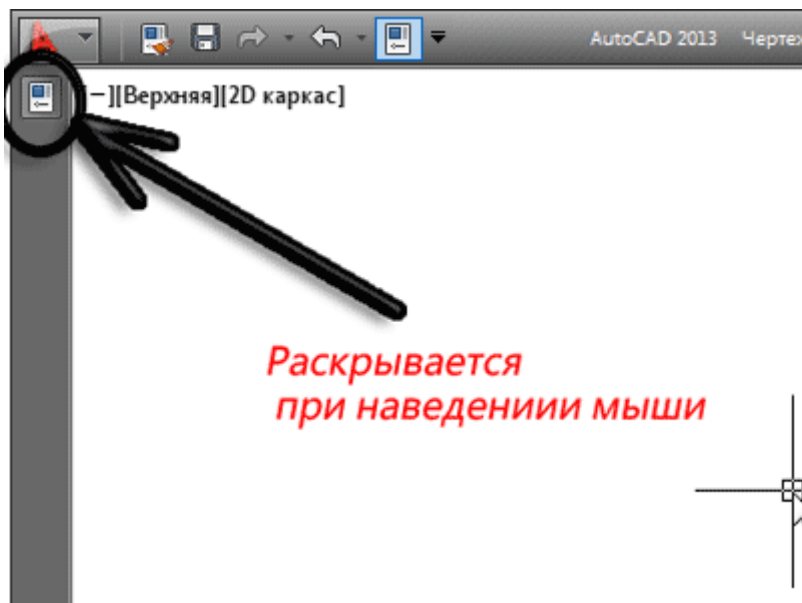 AutoCAD 2013 Чертеж
–][Верхняя][2D каркас]
Раскрывается
при наведениии мыши